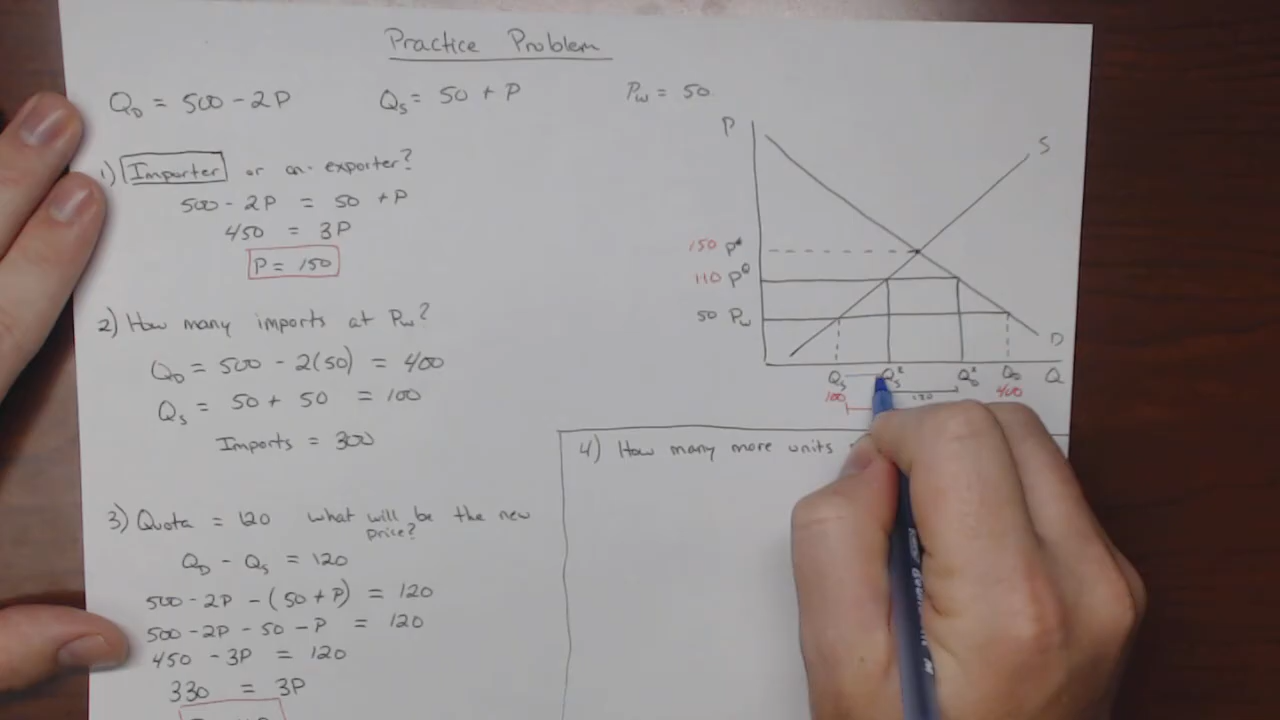 Practice Problem
Q_D = 500 - 2P Q_S = 50 + P P_W = 50
1) Importer or an exporter?
500 - 2P = 50 + P
450 = 3P
P = 150
2) How many imports at P_W?
Q_D = 500 - 2(50) = 400
Q_S = 50 + 50 = 100
Imports = 300
3) Quota = 120 what will be the new
price?
Q_D - Q_S = 120
500 - 2P - (50 + P) = 120
500 - 2P - 50 - P = 120
450 - 3P = 120
330 = 3P
P
S
150 P*
110 P^Q
50 P_W
D
Q_S Q_S^2 Q_D^2 Q_D Q
100 120 400
4) How many more units